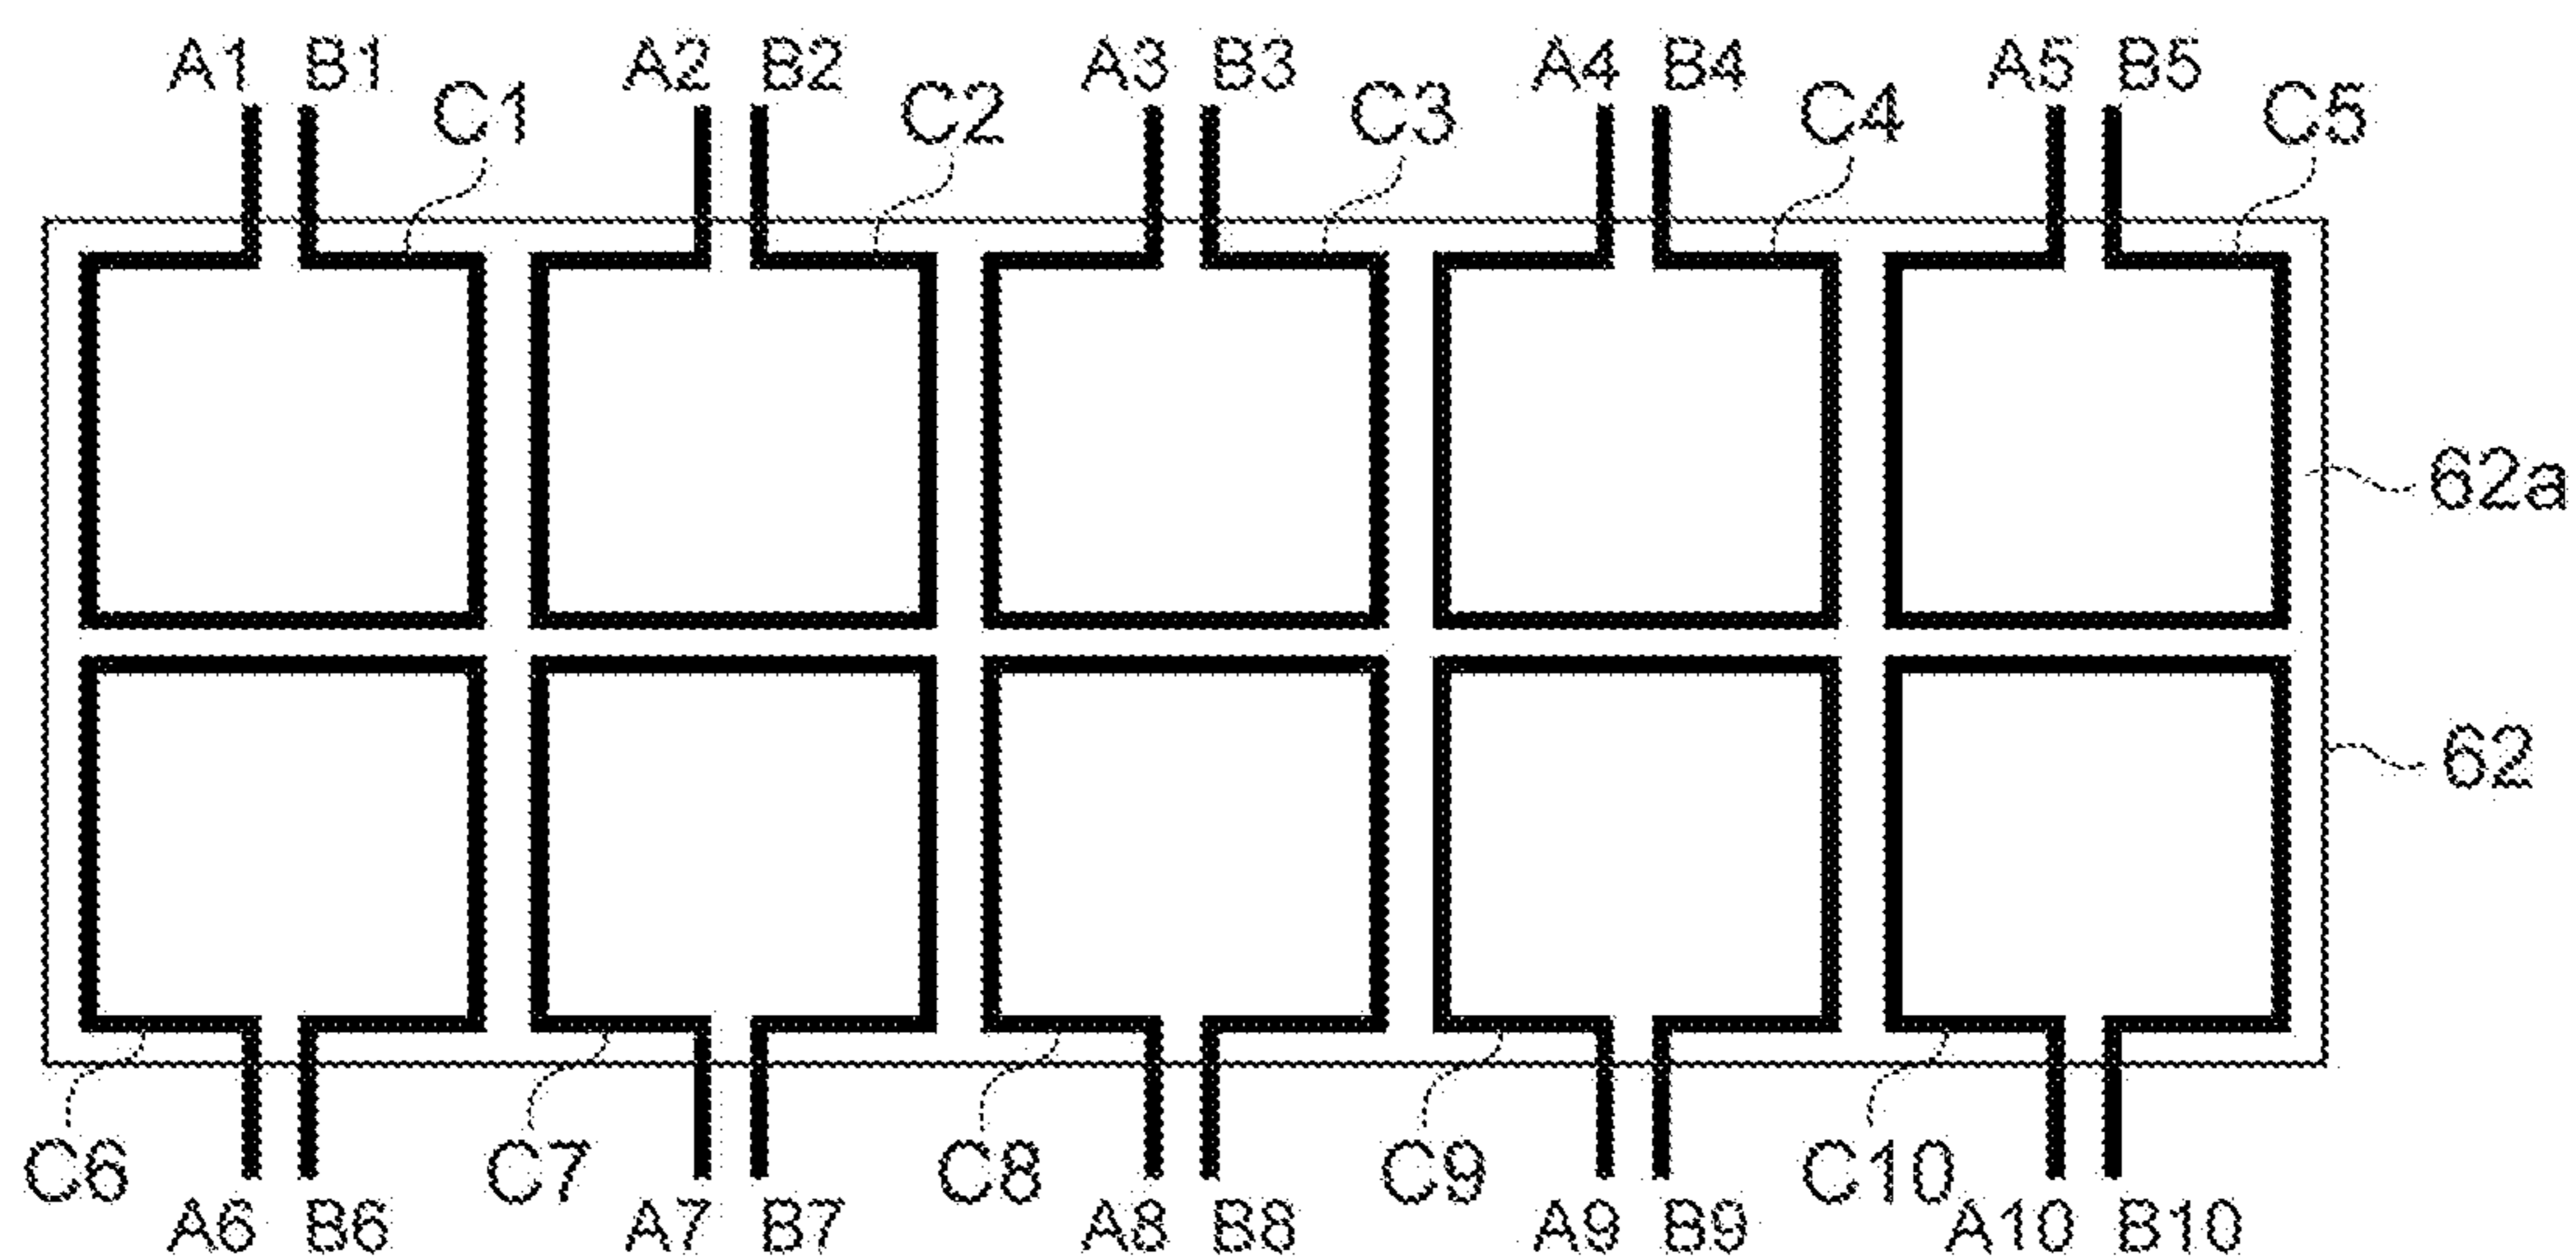 A1 B1 A2 B2 A3 B3 A4 B4 A5 B5
C1 C2 C3 C4 C5
62a
62
C6 C7 C8 C9 C10
A6 B6 A7 B7 A8 B8 A9 B9 A10 B10